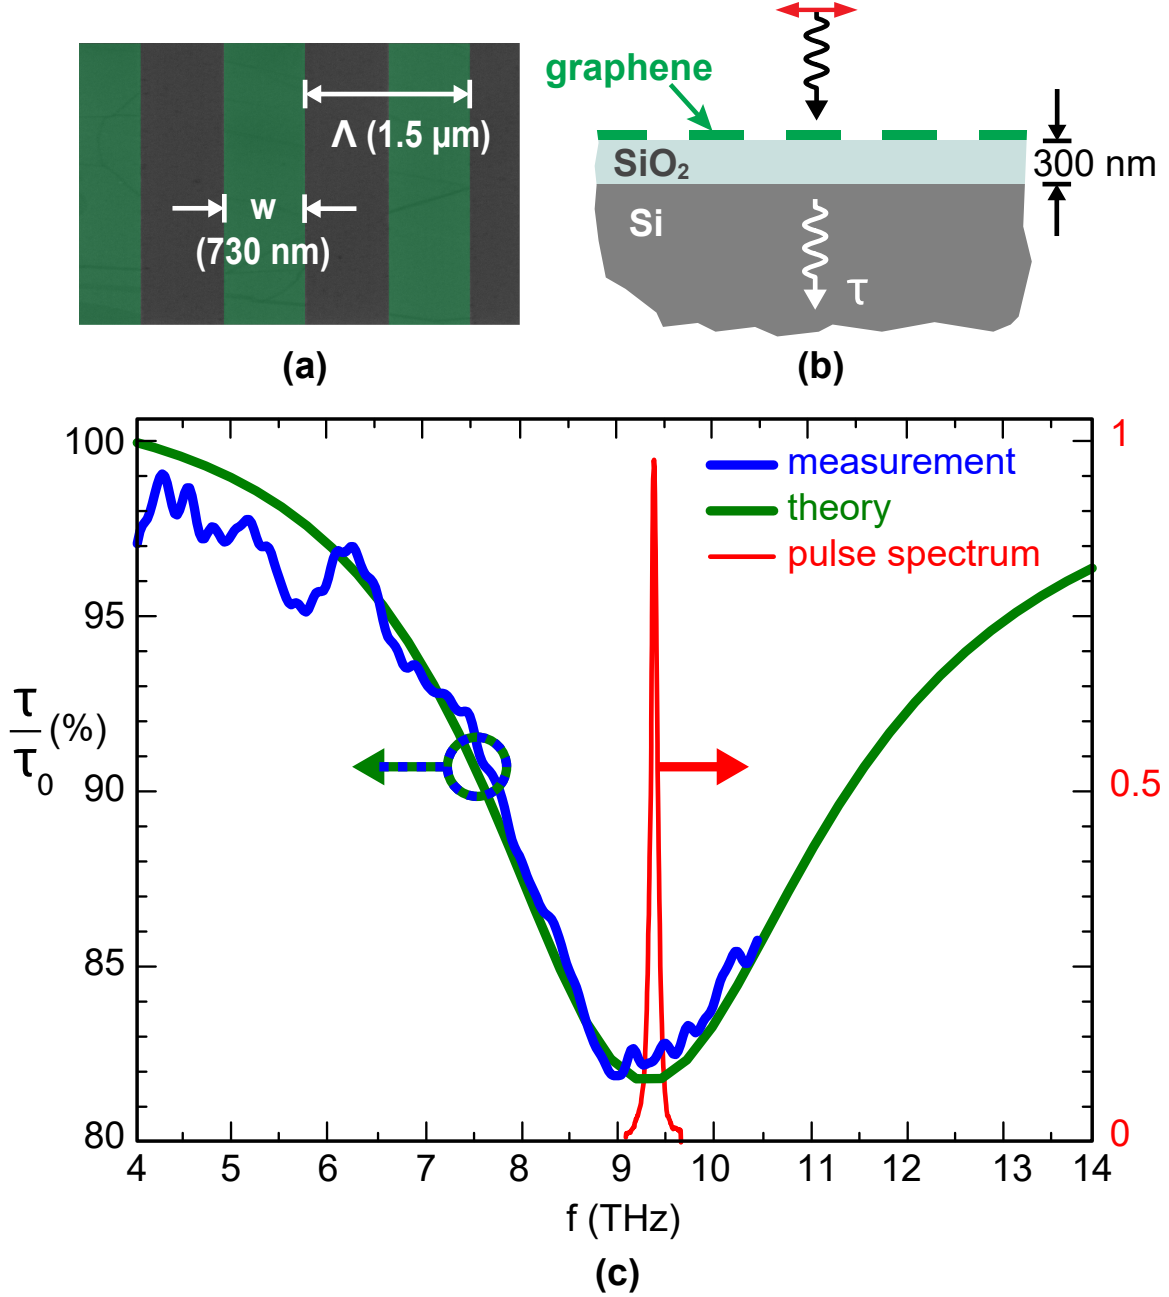 Λ (1.5 µm)
w
(730 nm)
(a)
graphene
SiO₂
300 nm
Si
τ
(b)
100
95
90
85
80
τ/τ₀ (%)
measurement
theory
pulse spectrum
1
0.5
0
4 5 6 7 8 9 10 11 12 13 14
f (THz)
(c)